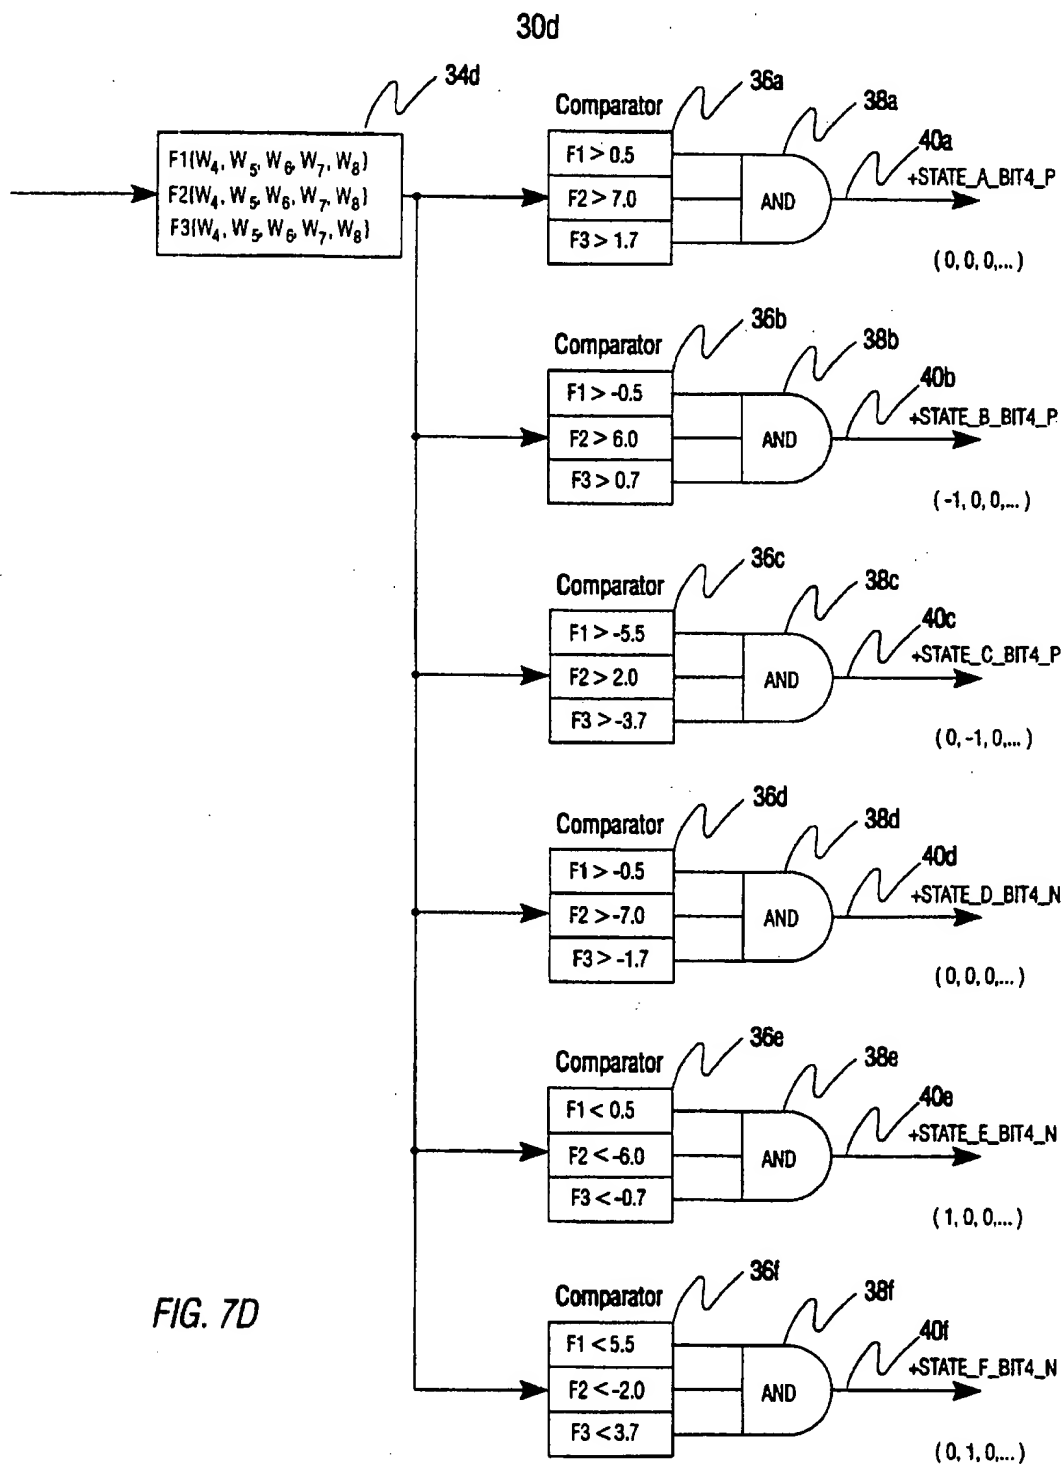 30d
34d
F1{W4, W5, W6, W7, W8}
F2{W4, W5, W6, W7, W8}
F3{W4, W5, W6, W7, W8}
Comparator
36a
F1 > 0.5
F2 > 7.0
F3 > 1.7
38a
AND
40a
+STATE_A_BIT4_P
(0, 0, 0,...)
Comparator
36b
F1 > -0.5
F2 > 6.0
F3 > 0.7
38b
AND
40b
+STATE_B_BIT4_P
(-1, 0, 0,...)
Comparator
36c
F1 > -5.5
F2 > 2.0
F3 > -3.7
38c
AND
40c
+STATE_C_BIT4_P
(0, -1, 0,...)
Comparator
36d
F1 > -0.5
F2 > -7.0
F3 > -1.7
38d
AND
40d
+STATE_D_BIT4_N
(0, 0, 0,...)
Comparator
36e
F1 < 0.5
F2 < -6.0
F3 < -0.7
38e
AND
40e
+STATE_E_BIT4_N
(1, 0, 0,...)
Comparator
36f
F1 < 5.5
F2 < -2.0
F3 < 3.7
38f
AND
40f
+STATE_F_BIT4_N
(0, 1, 0,...)
FIG. 7D